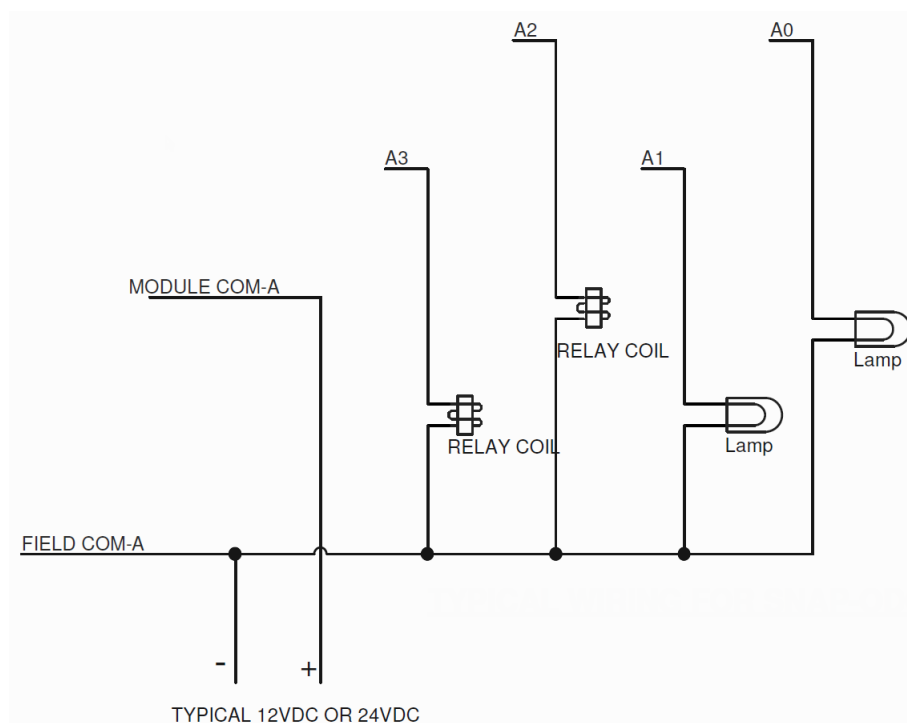 A2
A0
A3
A1
MODULE COM-A
RELAY COIL
Lamp
RELAY COIL
Lamp
FIELD COM-A
-
+
TYPICAL 12VDC OR 24VDC